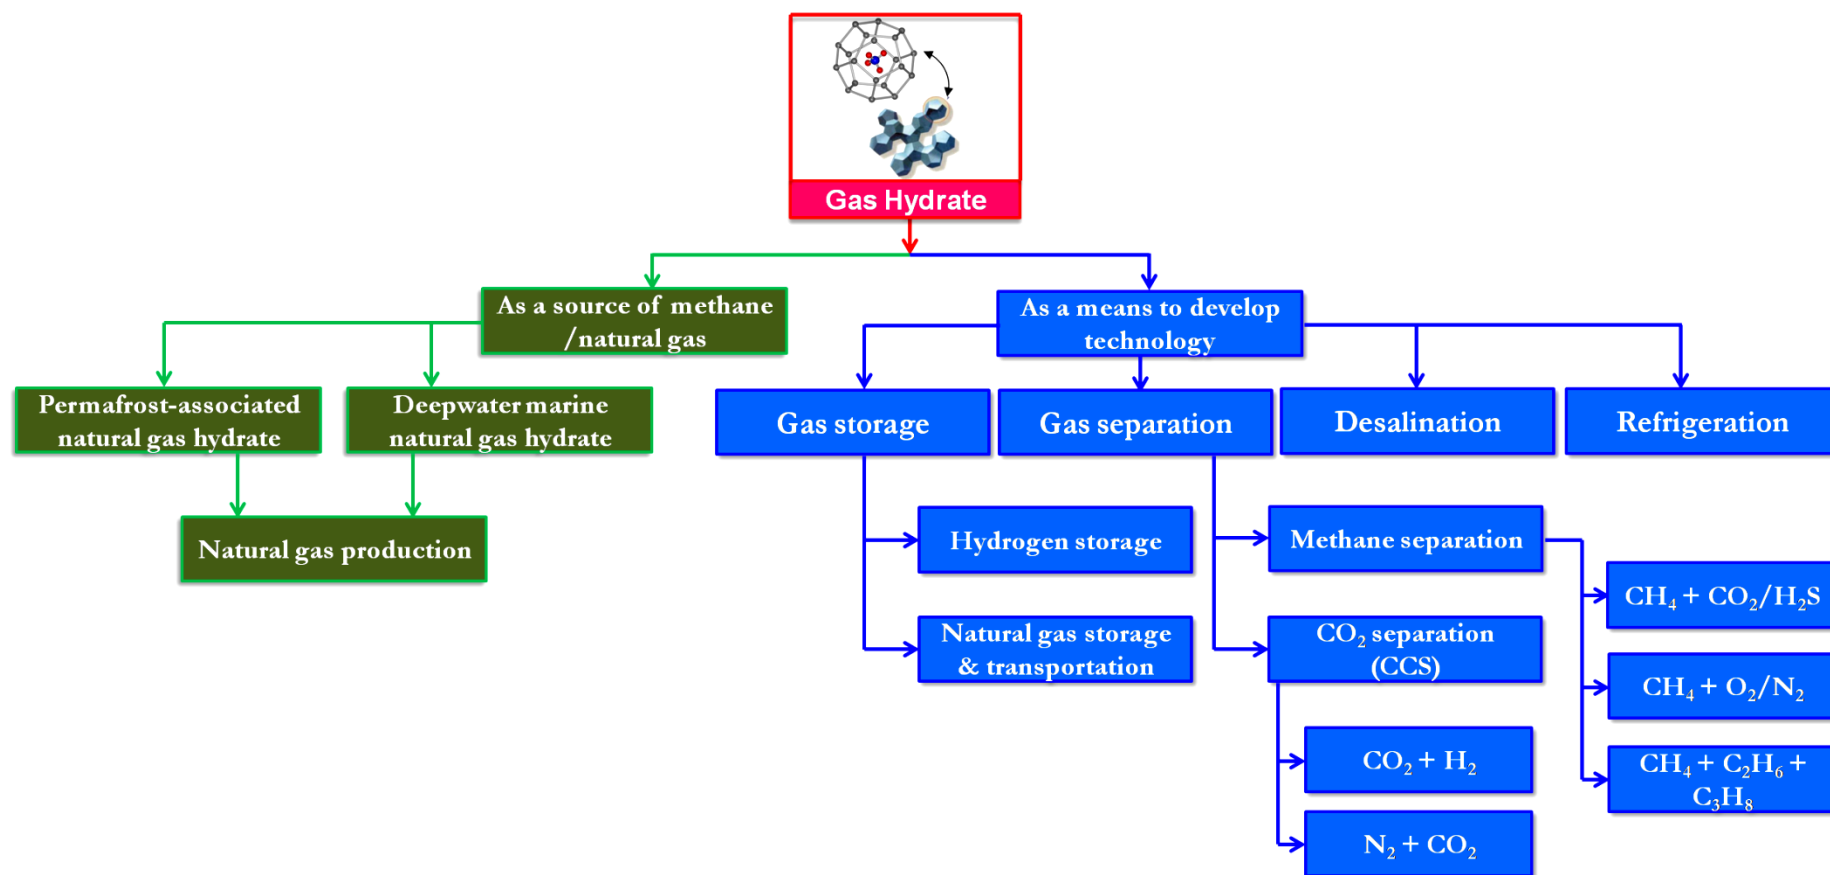 Gas Hydrate
As a source of methane
/natural gas
As a means to develop
technology
Permafrost-associated
natural gas hydrate
Deepwater marine
natural gas hydrate
Gas storage
Gas separation
Desalination
Refrigeration
Natural gas production
Hydrogen storage
Methane separation
CH₄ + CO₂/H₂S
Natural gas storage
& transportation
CO₂ separation
(CCS)
CH₄ + O₂/N₂
CO₂ + H₂
CH₄ + C₂H₆ +
C₃H₈
N₂ + CO₂